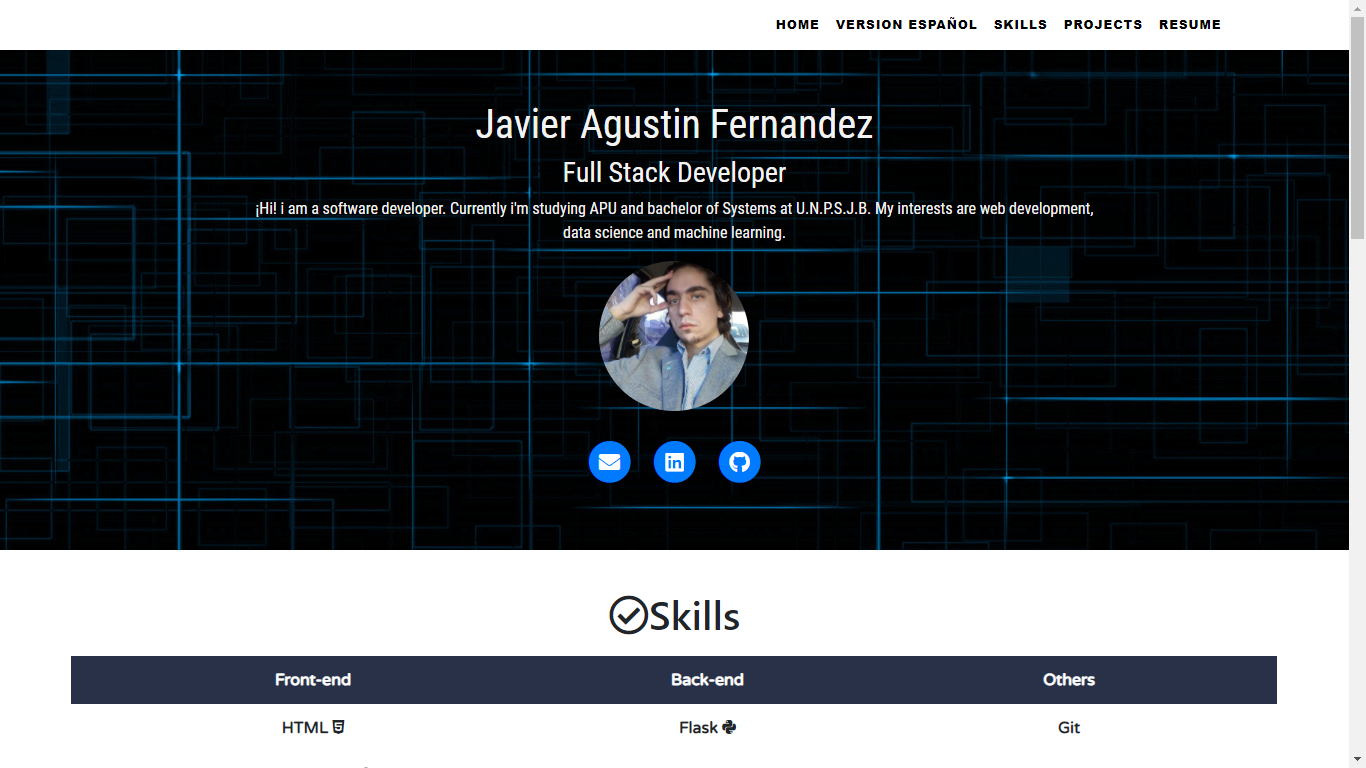 HOME VERSION ESPAÑOL SKILLS PROJECTS RESUME
Javier Agustin Fernandez
Full Stack Developer
¡Hi! i am a software developer. Currently i'm studying APU and bachelor of Systems at U.N.P.S.J.B. My interests are web development,
data science and machine learning.
Skills
Front-end Back-end Others
HTML Flask Git